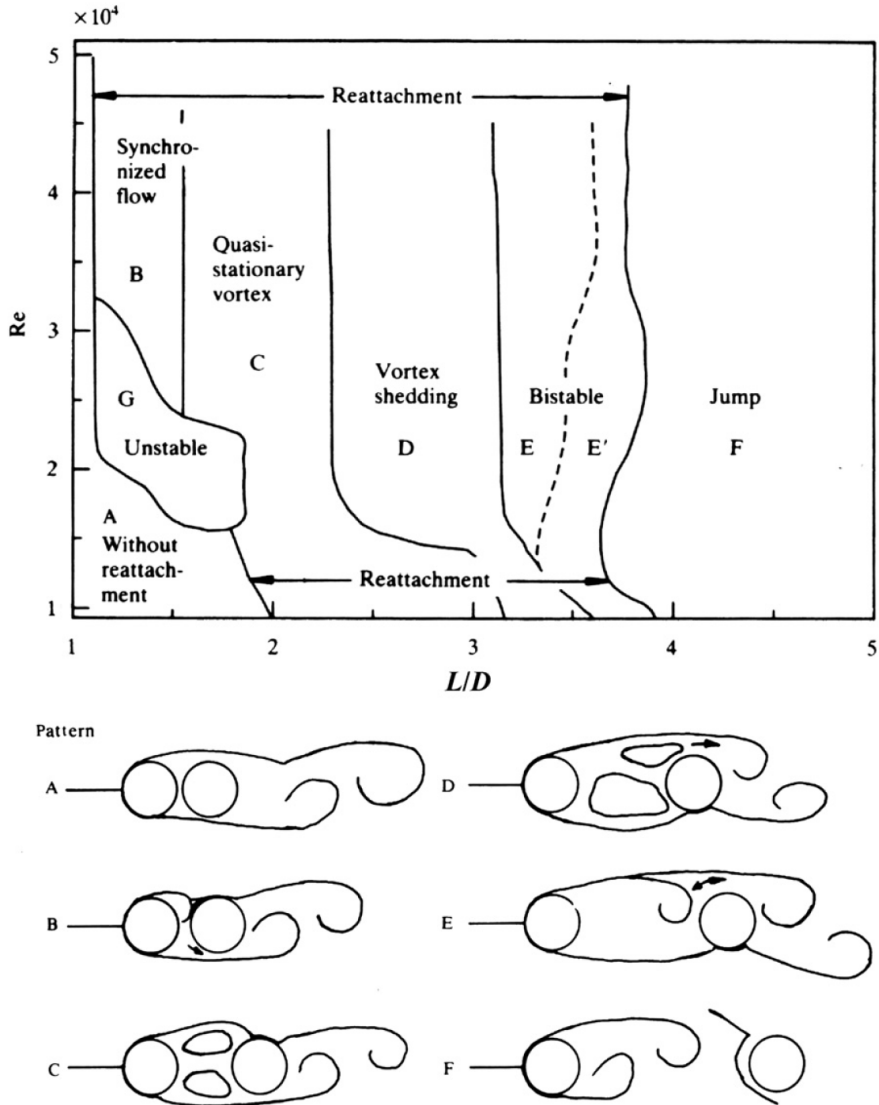 ×10⁴
5
Reattachment
Synchro-
nized
flow
4
B
Quasi-
stationary
vortex
Re
3
C
Vortex
shedding
Bistable
Jump
G
Unstable
D
E
E′
F
2
A
Without
reattach-
ment
Reattachment
1
1
2
3
4
5
L/D
Pattern
A
D
B
E
C
F